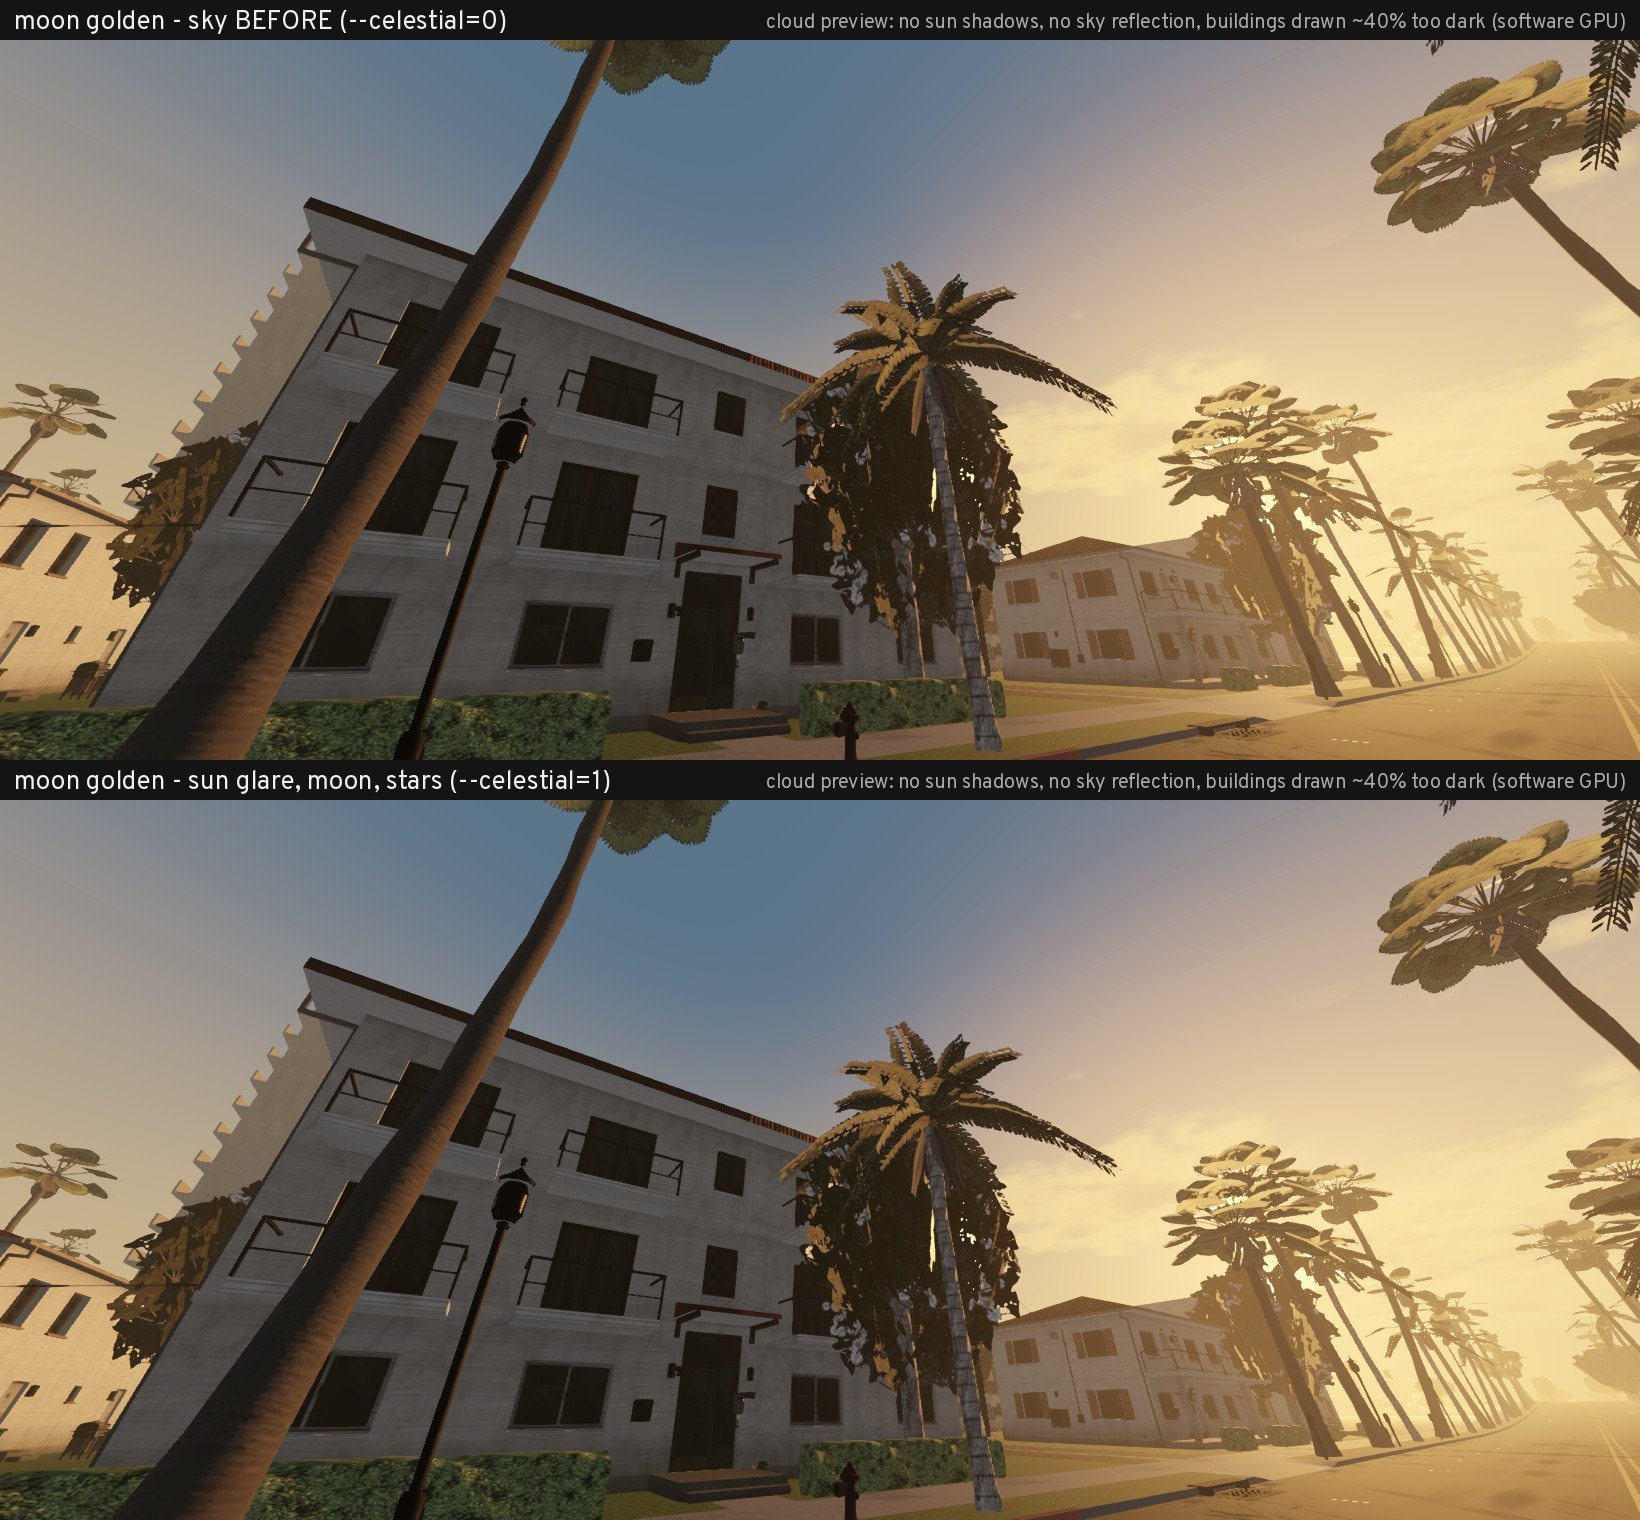 moon golden - sky BEFORE (--celestial=0)
cloud preview: no sun shadows, no sky reflection, buildings drawn ~40% too dark (software GPU)
moon golden - sun glare, moon, stars (--celestial=1)
cloud preview: no sun shadows, no sky reflection, buildings drawn ~40% too dark (software GPU)